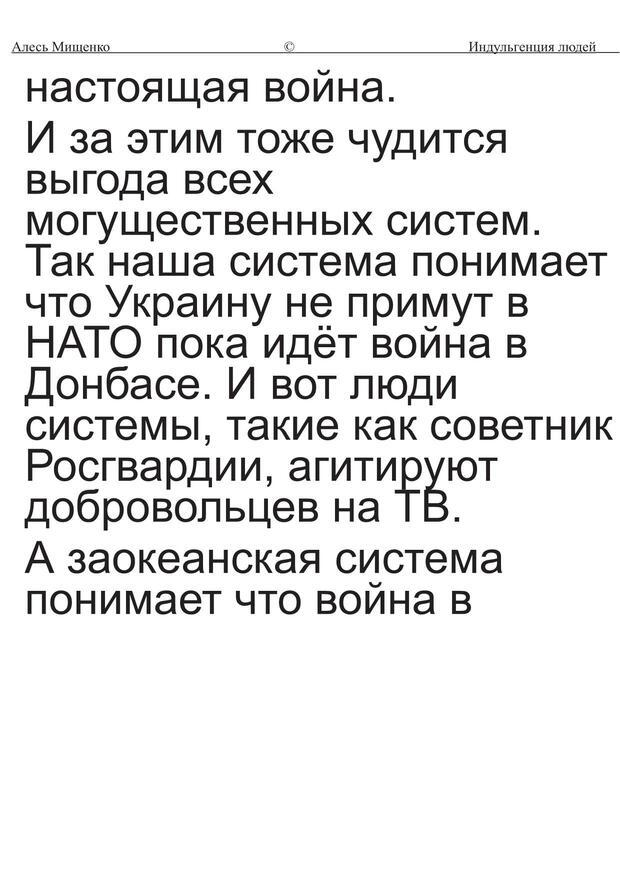 Алесь Мищенко © Индульгенция людей
настоящая война.
И за этим тоже чудится
выгода всех
могущественных систем.
Так наша система понимает
что Украину не примут в
НАТО пока идёт война в
Донбасе. И вот люди
системы, такие как советник
Росгвардии, агитируют
добровольцев на ТВ.
А заокеанская система
понимает что война в